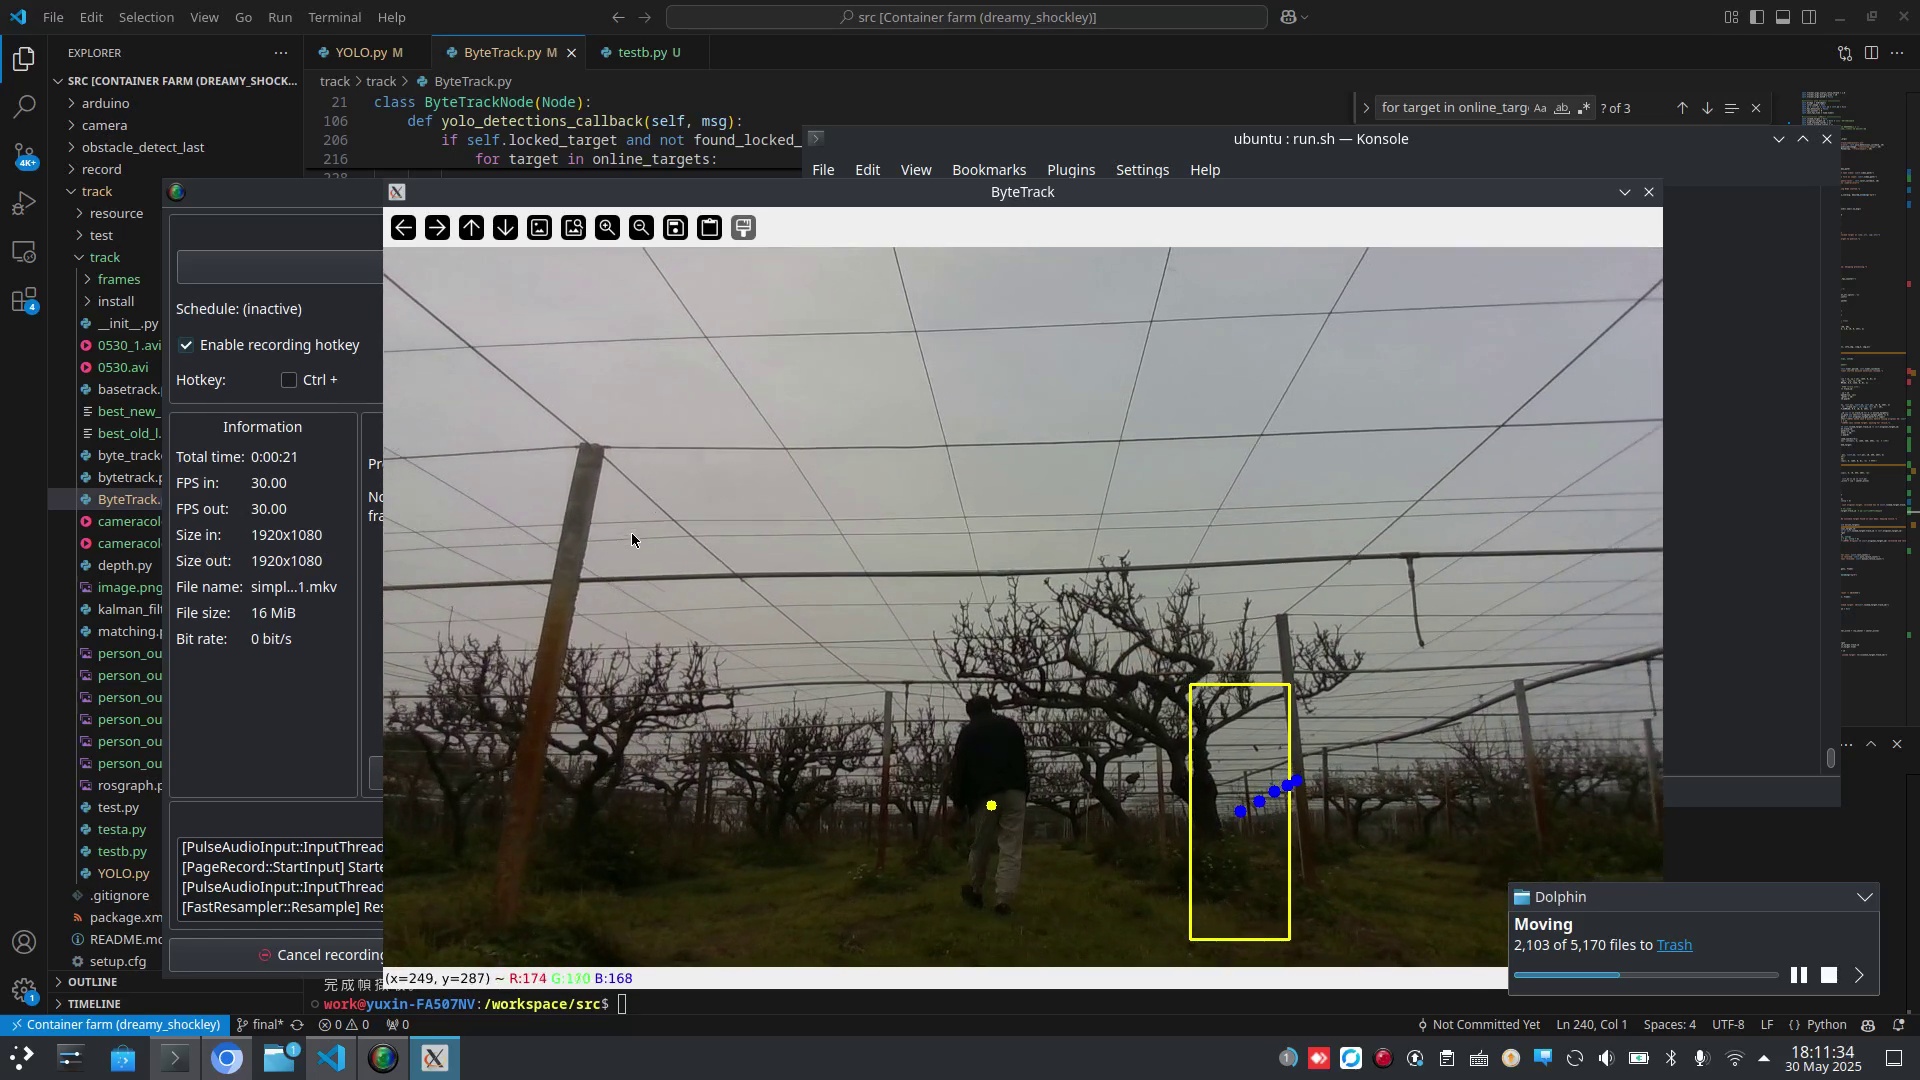 File Edit Selection View Go Run Terminal Help
src [Container farm (dreamy_shockley)]
EXPLORER
YOLO.py M
ByteTrack.py M
testb.py U
SRC [CONTAINER FARM (DREAMY_SHOCK...
track > track > ByteTrack.py
arduino
camera
obstacle_detect_last
record
track
resource
test
track
frames
install
__init__.py
0530_1.avi
0530.avi
basetrack.
best_new_
best_old_l.
byte_track
bytetrack.p
ByteTrack.
cameracol
cameracol
depth.py
image.png
kalman_filt
matching.p
person_ou
person_ou
person_ou
person_ou
person_ou
person_ou
rosgraph.p
test.py
testa.py
testb.py
YOLO.py
.gitignore
package.xm
README.md
setup.cfg
OUTLINE
TIMELINE
4K+
4
1
21 class ByteTrackNode(Node):
106 def yolo_detections_callback(self, msg):
206 if self.locked_target and not found_locked_
216 for target in online_targets:
228
for target in online_targ
Aa ab .*
? of 3
ubuntu : run.sh — Konsole
File Edit View Bookmarks Plugins Settings Help
ByteTrack
Schedule: (inactive)
Enable recording hotkey
Hotkey: Ctrl +
Information
Total time: 0:00:21
FPS in: 30.00
FPS out: 30.00
Size in: 1920x1080
Size out: 1920x1080
File name: simpl...1.mkv
File size: 16 MiB
Bit rate: 0 bit/s
Pr
No
fra
[PulseAudioInput::InputThread
[PageRecord::StartInput] Starte
[PulseAudioInput::InputThread
[FastResampler::Resample] Res
Cancel recording
(x=249, y=287) ~ R:174 G:170 B:168
work@yuxin-FA507NV:/workspace/src$
Dolphin
Moving
2,103 of 5,170 files to Trash
Container farm (dreamy_shockley)
final*
0 0
0
Not Committed Yet
Ln 240, Col 1
Spaces: 4
UTF-8
LF
{} Python
1
1
18:11:34
30 May 2025